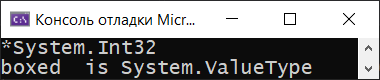 Консоль отладки Micr...
*System.Int32
boxed  is System.ValueType